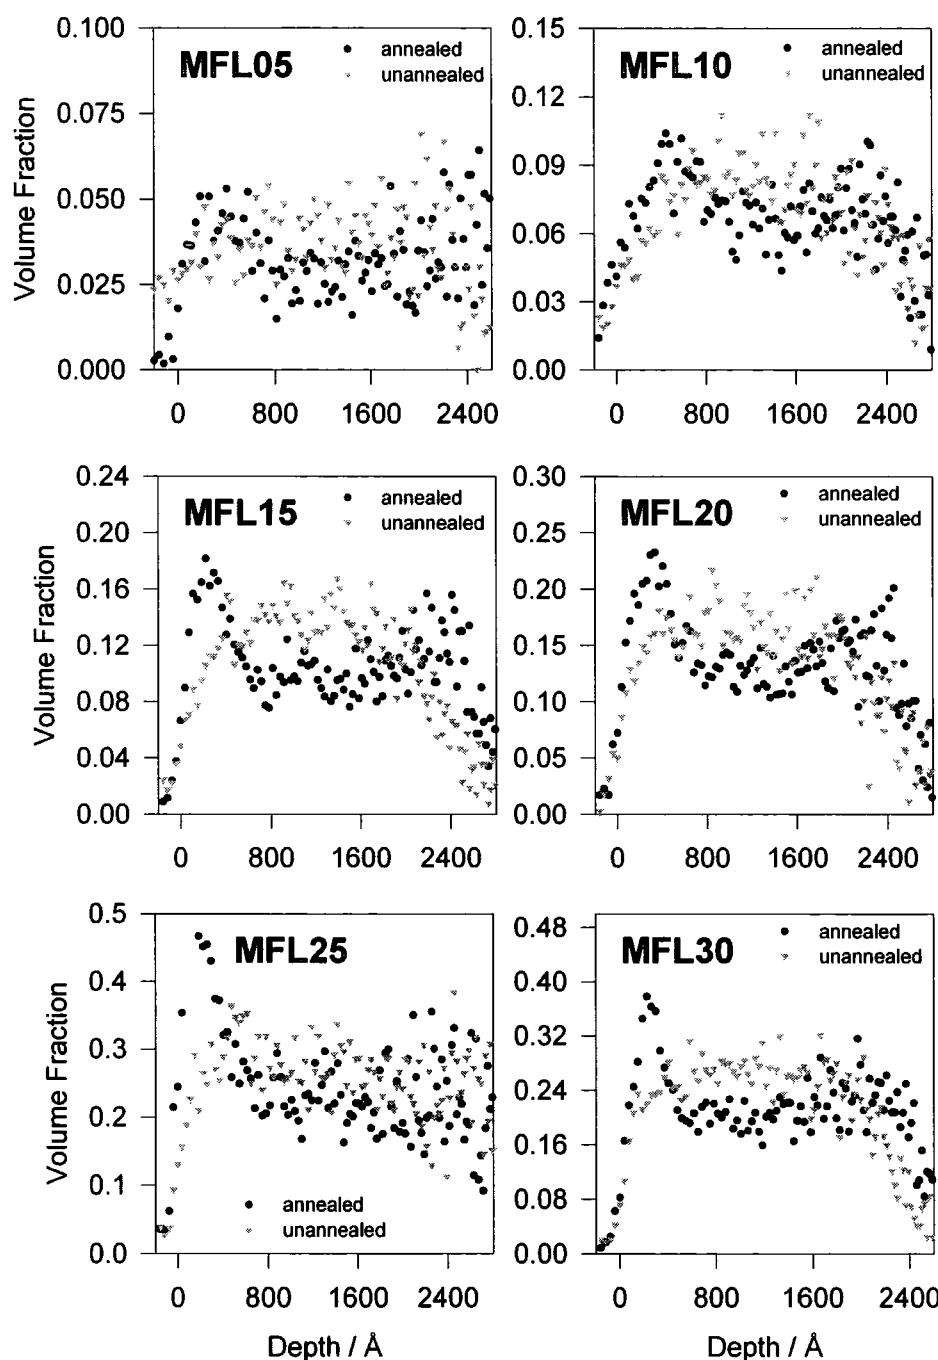 0.100
MFL05
annealed
unannealed
0.075
0.050
0.025
0.000
Volume Fraction
0 800 1600 2400
0.15
MFL10
annealed
unannealed
0.12
0.09
0.06
0.03
0.00
0 800 1600 2400
0.24
MFL15
annealed
unannealed
0.20
0.16
0.12
0.08
0.04
0.00
Volume Fraction
0 800 1600 2400
0.30
MFL20
annealed
unannealed
0.25
0.20
0.15
0.10
0.05
0.00
0 800 1600 2400
0.5
MFL25
0.4
0.3
0.2
0.1
0.0
annealed
unannealed
Volume Fraction
0 800 1600 2400
Depth / Å
0.48
MFL30
annealed
unannealed
0.40
0.32
0.24
0.16
0.08
0.00
0 800 1600 2400
Depth / Å